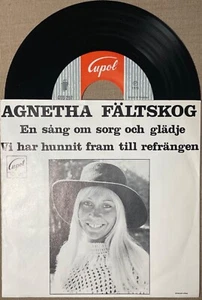 Cupol
AGNETHA FÄLTSKOG
En sång om sorg och glädje
Vi har hunnit fram till refrängen
Cupol